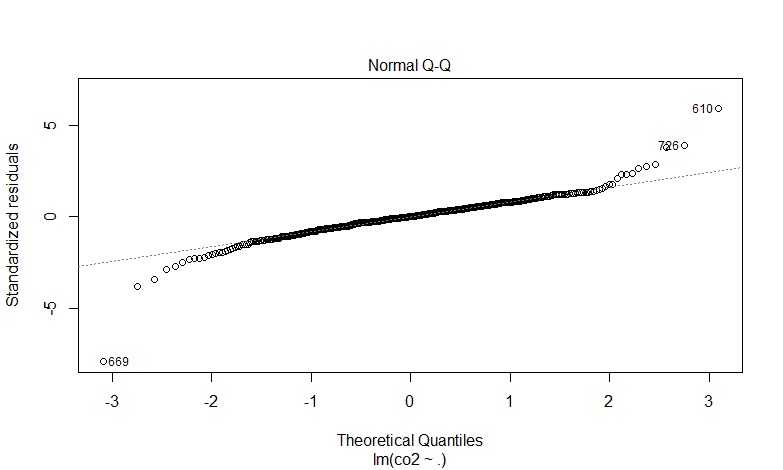 Normal Q-Q
Standardized residuals
5
0
-5
610
726
669
-3 -2 -1 0 1 2 3
Theoretical Quantiles
lm(co2 ~ .)